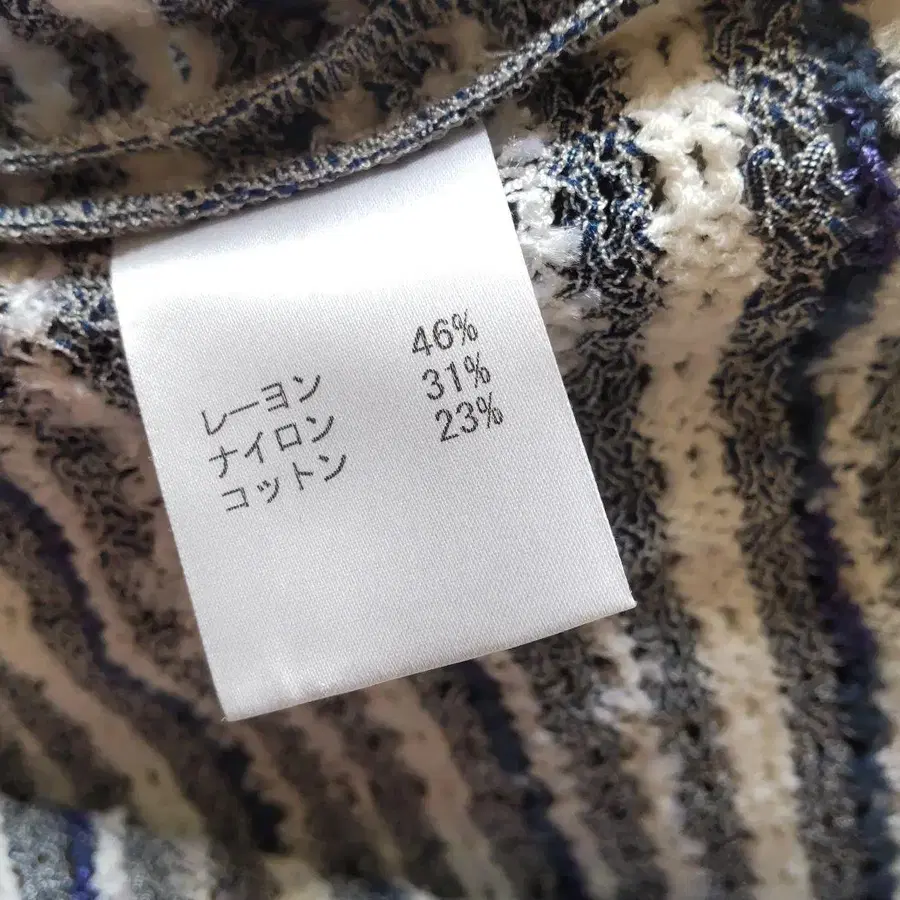 レーヨン 46%
ナイロン 31%
コットン 23%